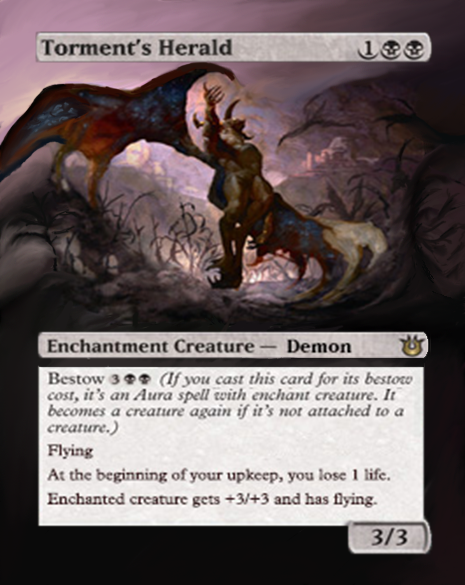 Torment's Herald 1
Enchantment Creature — Demon
Bestow 3 (If you cast this card for its bestow
cost, it's an Aura spell with enchant creature. It
becomes a creature again if it's not attached to a
creature.)
Flying
At the beginning of your upkeep, you lose 1 life.
Enchanted creature gets +3/+3 and has flying.
3/3